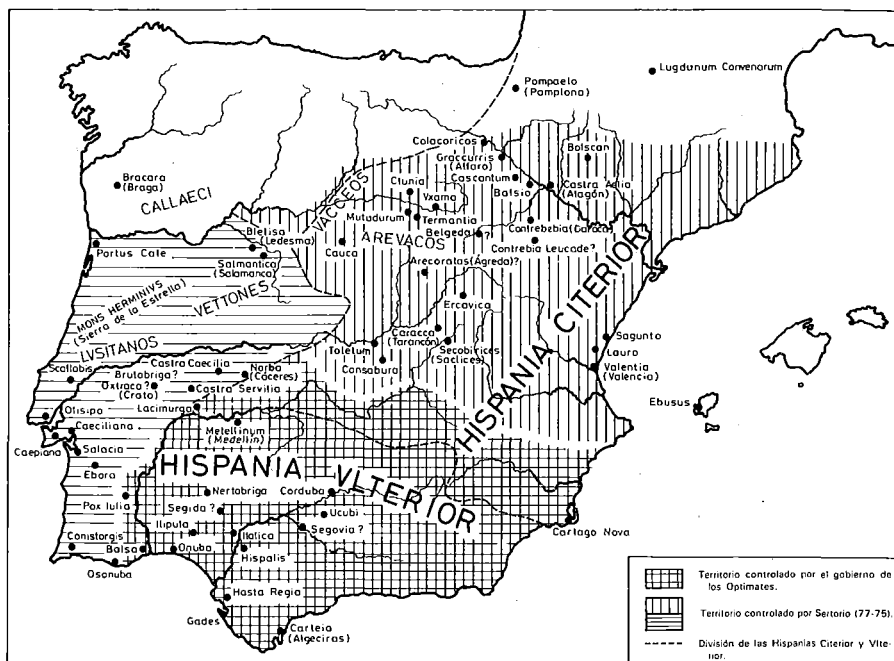 Lugdunum Convenarum
Pompaelo
(Pamplona)
Colacoricos
Bolscan
Graccurris
(Alfaro)
Bracara
(Braga)
CALLAECI
VACCEOS
Clunia
Cascantum
Balsio
Castra Aelia
(Alagón)
Vxama
Mutudurum
Termantia
Contrebebia (Daroca)
Belgeda ?
Bletisa
(Ledesma)
AREVACOS
Contrebia Leucade ?
Portus Cale
Cauca
Salmantica
(Salamanca)
Arecoratas (Agreda) ?
MONS HERMINIVS
(Sierra de la Estrella)
VETTONES
Ercavica
HISPANIA CITERIOR
LVSITANOS
Caracca
(Tarancón)
Sagunto
Toletum
Segobirices
(Saelices)
Lauro
Scallabis
Castra Caecilia
Norba
(Cáceres)
Consabura
Valentia
(Valencia)
Brutobriga ?
Oxtraca ?
(Crato)
Castra Servilia
Ebusus
Lacimurga
Olisipo
Metellinum
(Medellín)
Caeciliana
Caepiana
Salacia
Ebora
HISPANIA VLTERIOR
Nertobriga
Corduba
Pax Iulia
Segida ?
Ucubi
Cartago Nova
Ilipula
Segovia ?
Conistorgis
Balsa
Onuba
Italica
Hispalis
Osonuba
Hasta Regia
Gades
Carteia
(Algeciras)
Territorio controlado por el gobierno de
los Optimates.
Territorio controlado por Sertorio (77-75).
División de las Hispanias Citerior y Vlte-
rior.